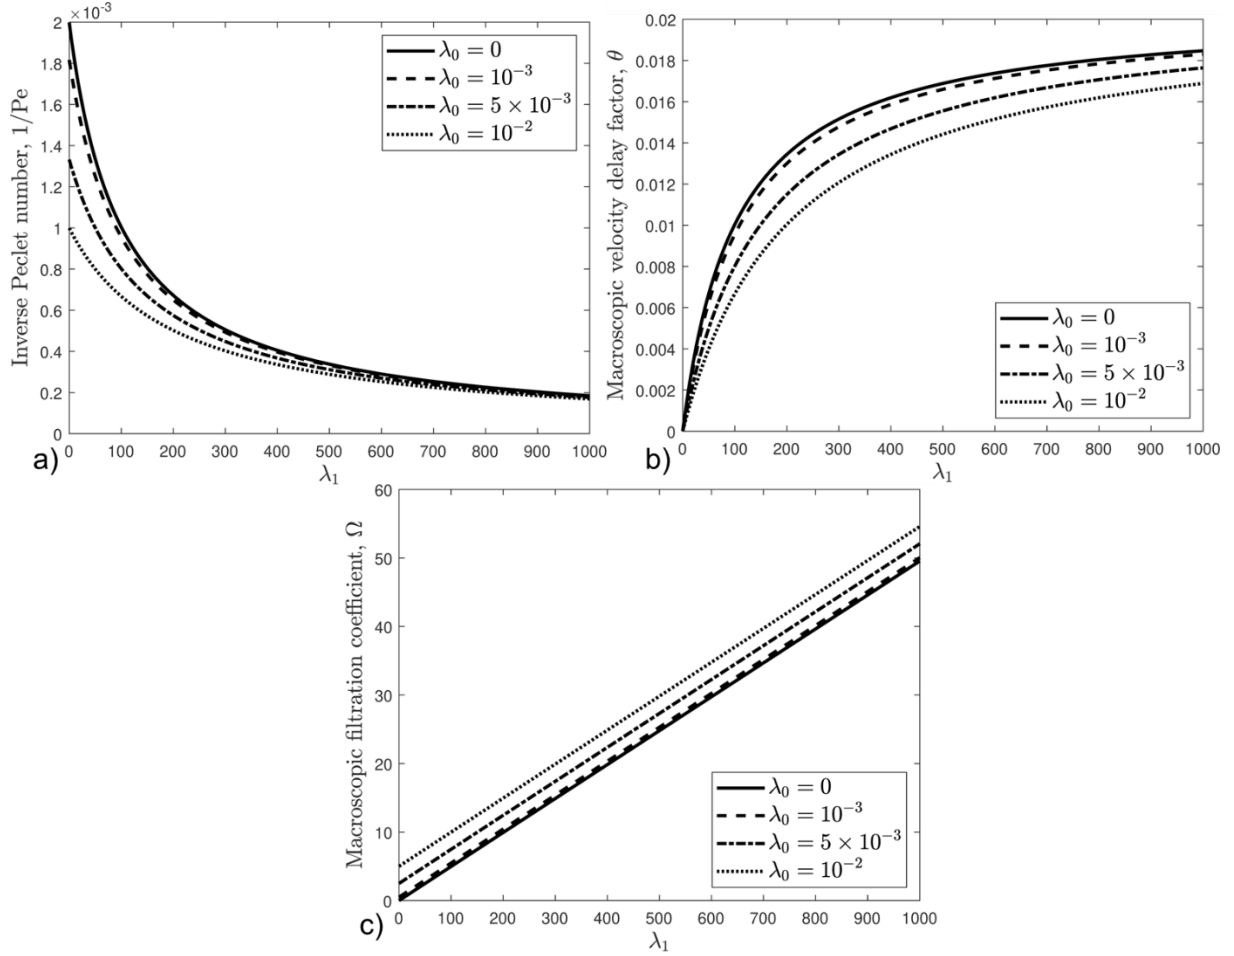 ×10⁻³
2
1.8
1.6
1.4
1.2
1
0.8
0.6
0.4
0.2
0
Inverse Peclet number, 1/Pe
λ₀ = 0
λ₀ = 10⁻³
λ₀ = 5 × 10⁻³
λ₀ = 10⁻²
0 100 200 300 400 500 600 700 800 900 1000
λ₁
a)
0.02
0.018
0.016
0.014
0.012
0.01
0.008
0.006
0.004
0.002
0
Macroscopic velocity delay factor, θ
λ₀ = 0
λ₀ = 10⁻³
λ₀ = 5 × 10⁻³
λ₀ = 10⁻²
0 100 200 300 400 500 600 700 800 900 1000
λ₁
b)
60
50
40
30
20
10
0
Macroscopic filtration coefficient, Ω
λ₀ = 0
λ₀ = 10⁻³
λ₀ = 5 × 10⁻³
λ₀ = 10⁻²
0 100 200 300 400 500 600 700 800 900 1000
λ₁
c)